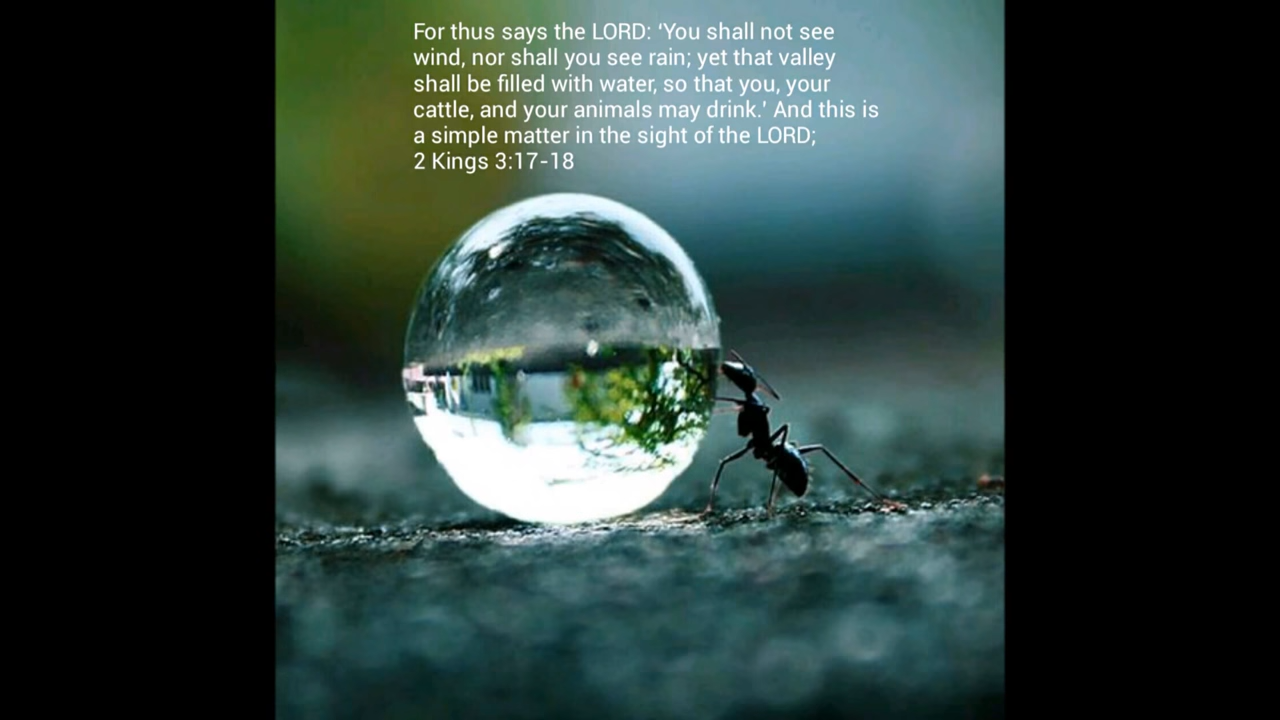 For thus says the LORD: ‘You shall not see
wind, nor shall you see rain; yet that valley
shall be filled with water, so that you, your
cattle, and your animals may drink.’ And this is
a simple matter in the sight of the LORD;
2 Kings 3:17-18